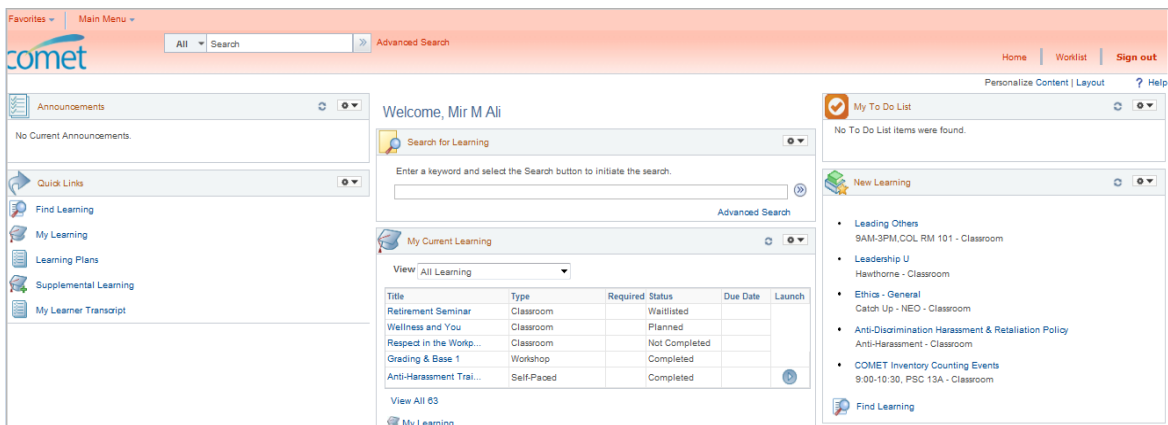 Favorites Main Menu
comet
All Search Advanced Search
Home Worklist Sign out
Personalize Content | Layout ? Help
Announcements
No Current Announcements.
Quick Links
Find Learning
My Learning
Learning Plans
Supplemental Learning
My Learner Transcript
Welcome, Mir M Ali
Search for Learning
Enter a keyword and select the Search button to initiate the search.
Advanced Search
My Current Learning
View All Learning
Title Type Required Status Due Date Launch
Retirement Seminar Classroom Waitlisted
Wellness and You Classroom Planned
Respect in the Workp... Classroom Not Completed
Grading & Base 1 Workshop Completed
Anti-Harassment Trai... Self-Paced Completed
View All 63
My Learning
My To Do List
No To Do List items were found.
New Learning
Leading Others
9AM-3PM,COL RM 101 - Classroom
Leadership U
Hawthorne - Classroom
Ethics - General
Catch Up - NEO - Classroom
Anti-Discrimination Harassment & Retaliation Policy
Anti-Harassment - Classroom
COMET Inventory Counting Events
9:00-10:30, PSC 13A - Classroom
Find Learning